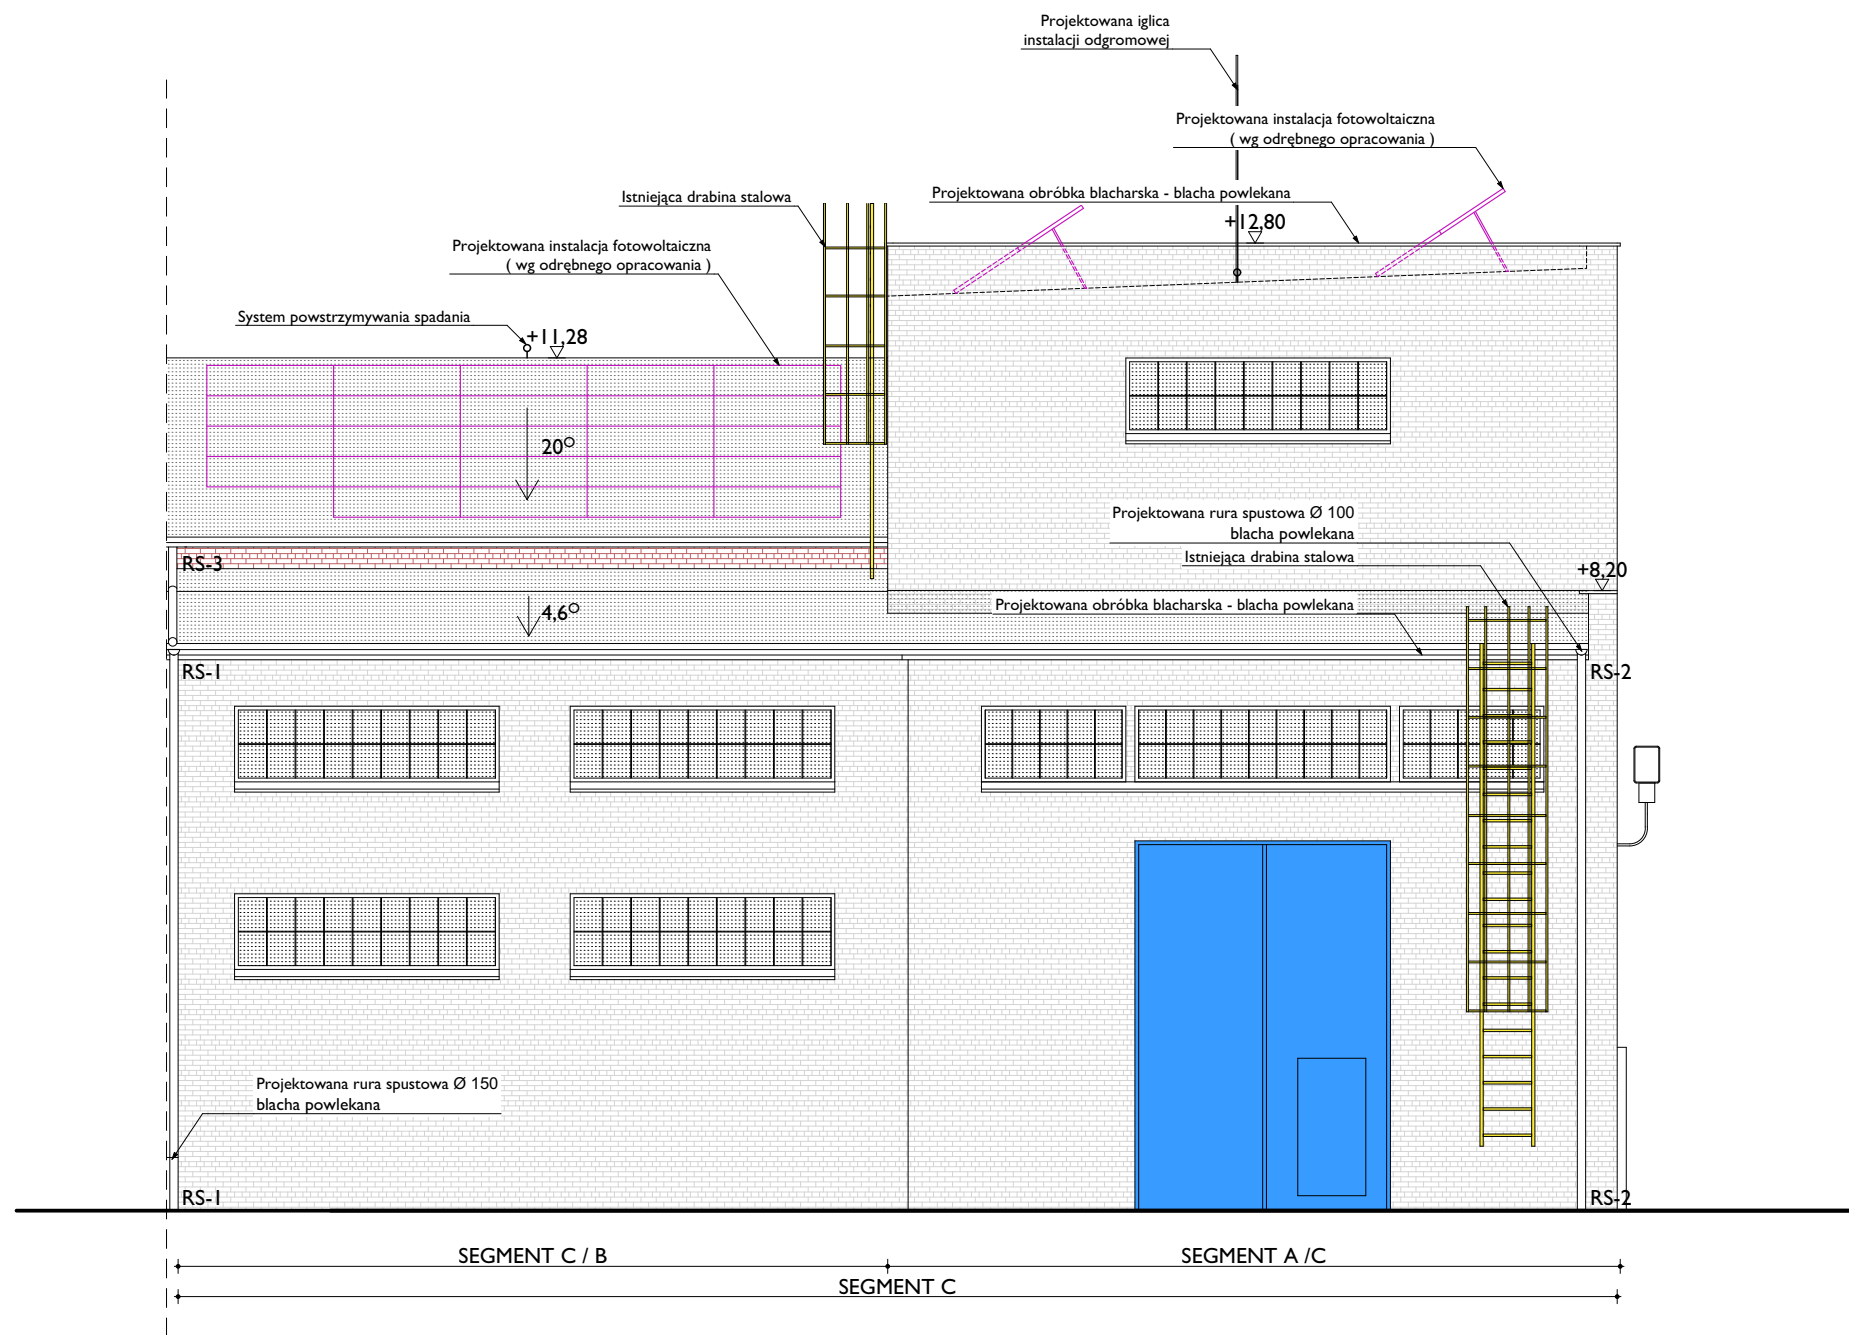 Projektowana iglica
instalacji odgromowej
Projektowana instalacja fotowoltaiczna
( wg odrębnego opracowania )
Istniejąca drabina stalowa
Projektowana obróbka blacharska - blacha powlekana
+12,80
Projektowana instalacja fotowoltaiczna
( wg odrębnego opracowania )
System powstrzymywania spadania
+11,28
20°
Projektowana rura spustowa Ø 100
blacha powlekana
Istniejąca drabina stalowa
RS-3
+8,20
4,6°
Projektowana obróbka blacharska - blacha powlekana
RS-1
RS-2
Projektowana rura spustowa Ø 150
blacha powlekana
RS-1
RS-2
SEGMENT C / B
SEGMENT A /C
SEGMENT C